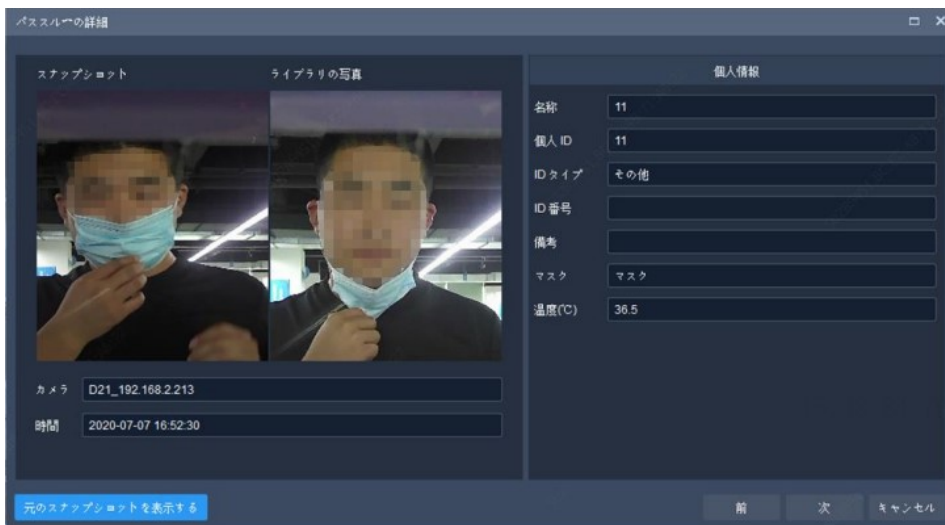 パススルーの詳細
スナップショット
ライブラリの写真
カメラ
D21_192.168.2.213
時間
2020-07-07 16:52:30
個人情報
名称
11
個人 ID
11
ID タイプ
その他
ID 番号
備考
マスク
マスク
温度(℃)
36.5
元のスナップショットを表示する
前
次
キャンセル